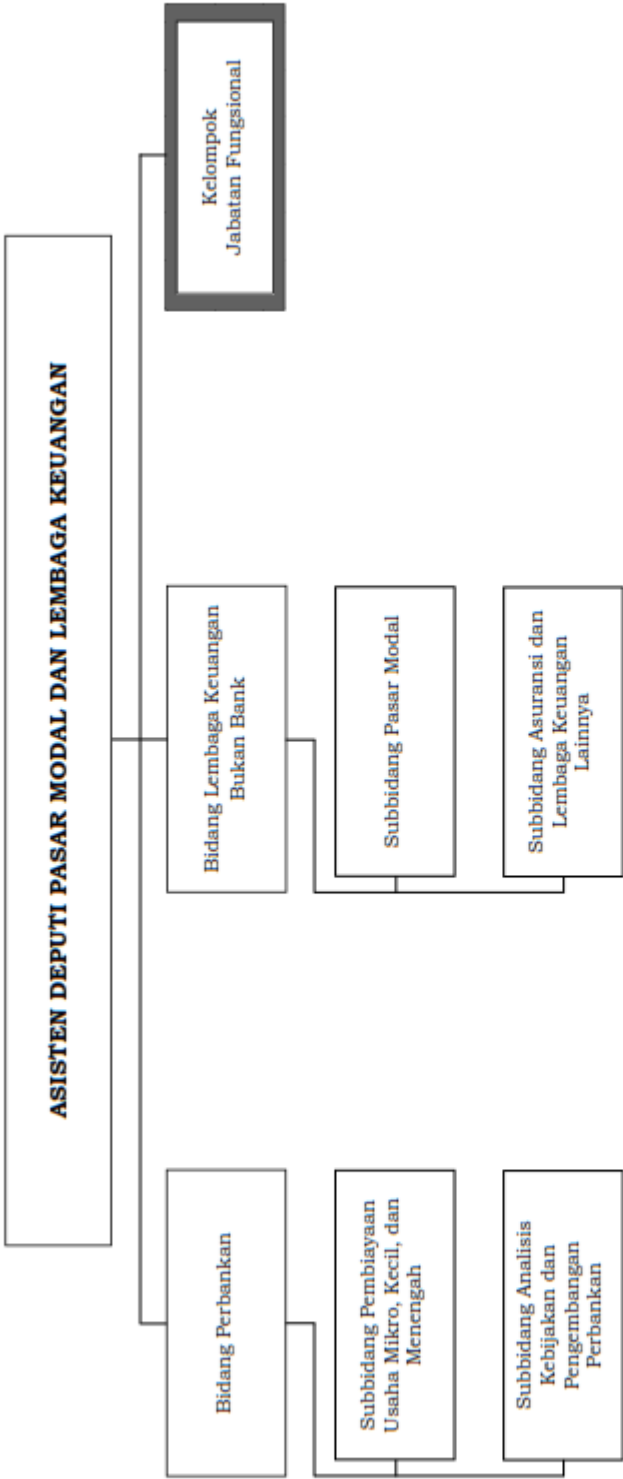 ASISTEN DEPUTI PASAR MODAL DAN LEMBAGA KEUANGAN
Bidang Perbankan
Subbidang Pembiayaan
Usaha Mikro, Kecil, dan
Menengah
Subbidang Analisis
Kebijakan dan
Pengembangan
Perbankan
Bidang Lembaga Keuangan
Bukan Bank
Subbidang Pasar Modal
Subbidang Asuransi dan
Lembaga Keuangan
Lainnya
Kelompok
Jabatan Fungsional